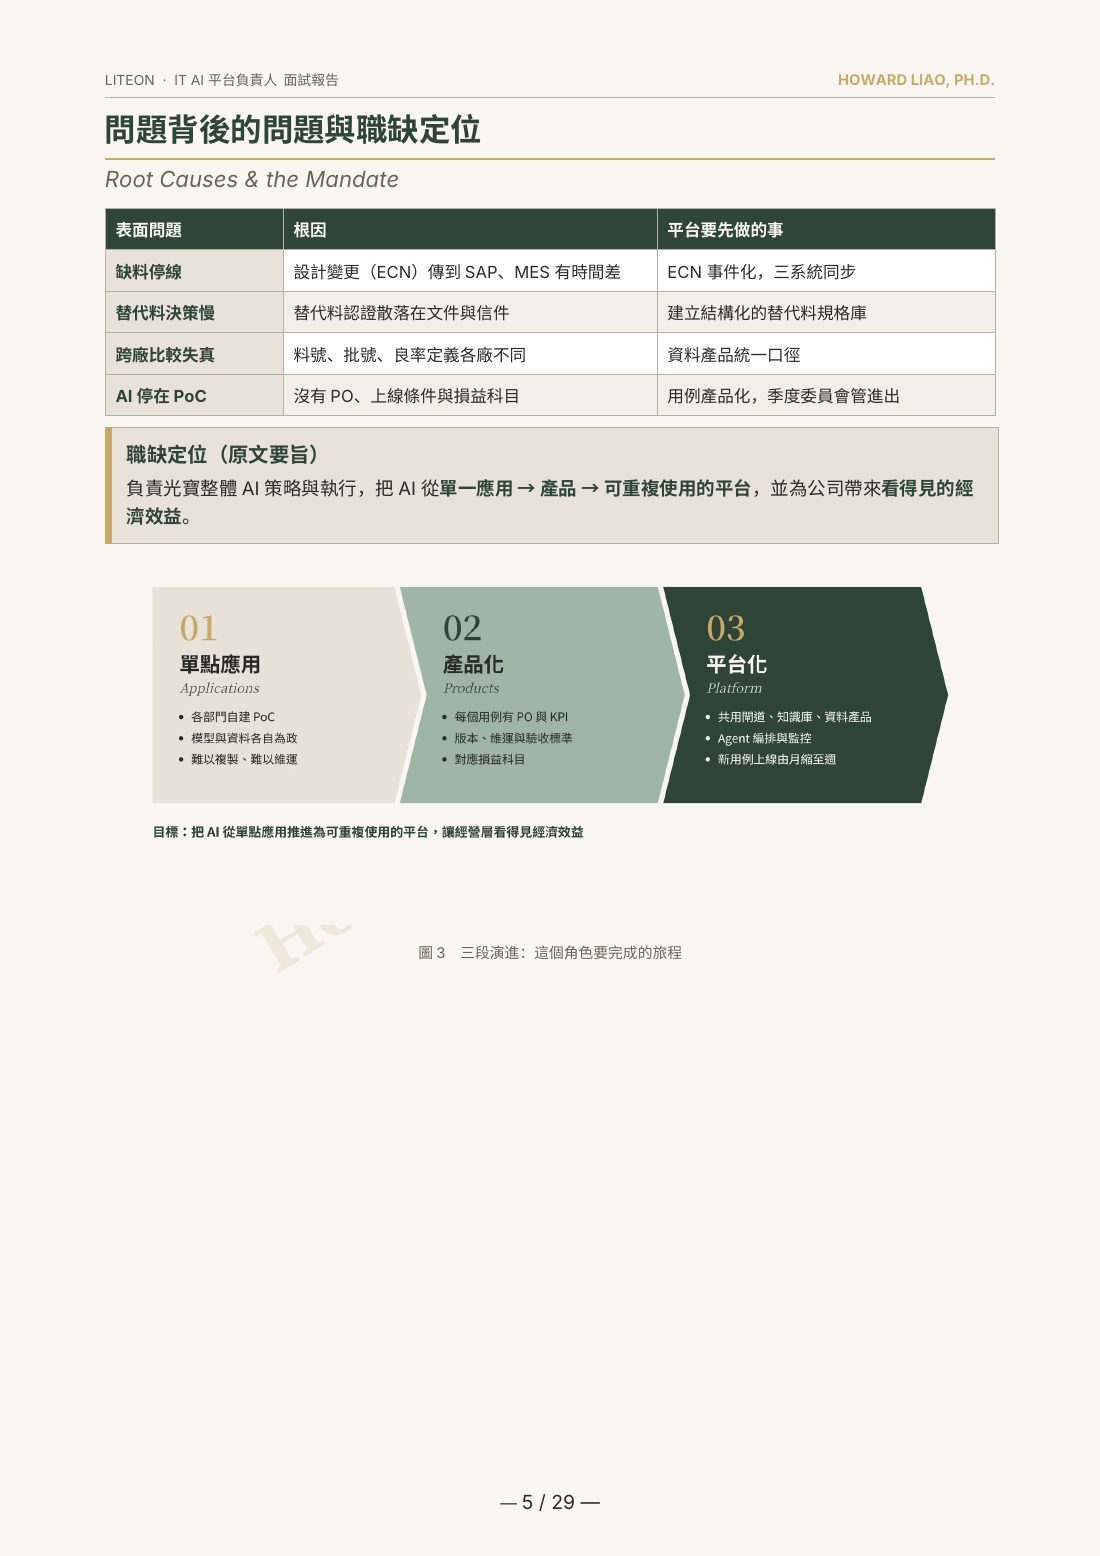 LITEON · IT AI 平台負責人 面試報告
HOWARD LIAO, PH.D.
問題背後的問題與職缺定位
Root Causes & the Mandate
表面問題 根因 平台要先做的事
缺料停線 設計變更（ECN）傳到 SAP、MES 有時間差 ECN 事件化，三系統同步
替代料決策慢 替代料認證散落在文件與信件 建立結構化的替代料規格庫
跨廠比較失真 料號、批號、良率定義各廠不同 資料產品統一口徑
AI 停在 PoC 沒有 PO、上線條件與損益科目 用例產品化，季度委員會管進出
職缺定位（原文要旨）
負責光寶整體 AI 策略與執行，把 AI 從單一應用 → 產品 → 可重複使用的平台，並為公司帶來看得見的經
濟效益。
01
單點應用
Applications
• 各部門自建 PoC
• 模型與資料各自為政
• 難以複製、難以維運
02
產品化
Products
• 每個用例有 PO 與 KPI
• 版本、維運與驗收標準
• 對應損益科目
03
平台化
Platform
• 共用閘道、知識庫、資料產品
• Agent 編排與監控
• 新用例上線由月縮至週
目標：把 AI 從單點應用推進為可重複使用的平台，讓經營層看得見經濟效益
圖 3 三段演進：這個角色要完成的旅程
— 5 / 29 —